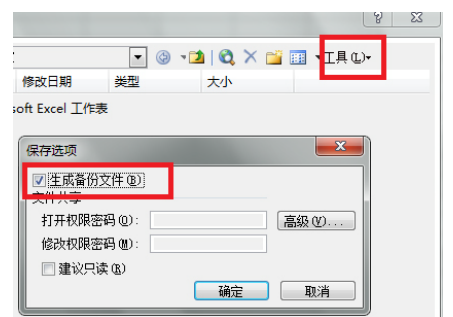 工具(L)
修改日期 类型 大小
soft Excel 工作表
保存选项
生成备份文件(B)
文件共享
打开权限密码(O): 高级(V)...
修改权限密码(M):
建议只读(R)
确定 取消